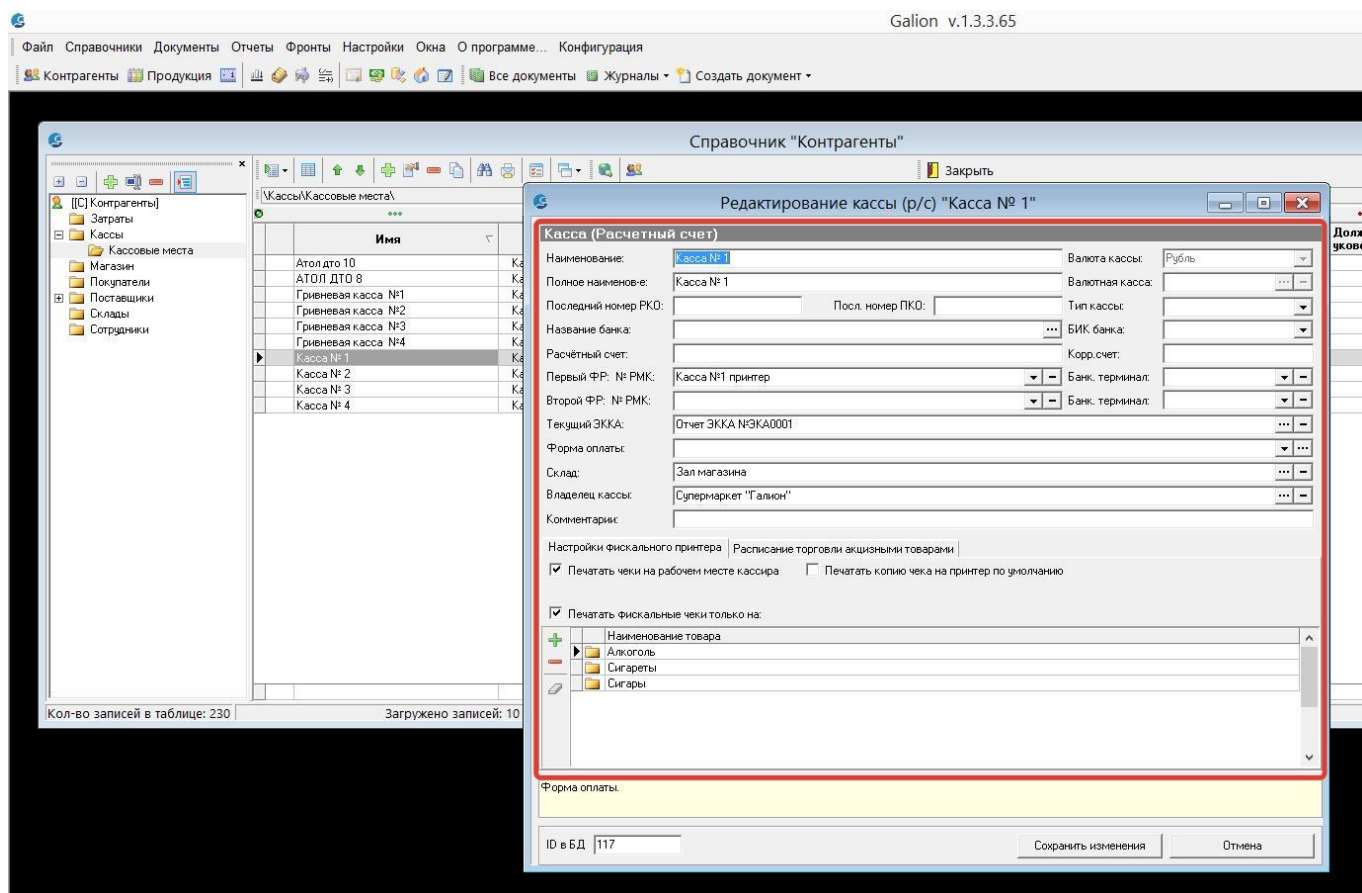 Galion v.1.3.3.65
Файл Справочники Документы Отчеты Фронты Настройки Окна О программе... Конфигурация
Контрагенты Продукция Все документы Журналы Создать документ
Справочник "Контрагенты"
Закрыть
[[C] Контрагенты]
Затраты
Кассы
Кассовые места
Магазин
Покупатели
Поставщики
Склады
Сотрудники
\Кассы\Кассовые места\
Имя
Атол дто 10
АТОЛ ДТО 8
Гривневая касса №1
Гривневая касса №2
Гривневая касса №3
Гривневая касса №4
Касса № 1
Касса № 2
Касса № 3
Касса № 4
Кол-во записей в таблице: 230
Загружено записей: 10
Редактирование кассы (р/с) "Касса № 1"
Касса (Расчетный счет)
Наименование: Касса № 1 Валюта кассы: Рубль
Полное наименов-е: Касса № 1 Валютная касса:
Последний номер РКО: Посл. номер ПКО: Тип кассы:
Название банка: БИК банка:
Расчётный счет: Корр.счет:
Первый ФР: № РМК: Касса №1 принтер Банк. терминал:
Второй ФР: № РМК: Банк. терминал:
Текущий ЭККА: Отчет ЭККА №ЭКА0001
Форма оплаты:
Склад: Зал магазина
Владелец кассы: Супермаркет "Галион"
Комментарии:
Настройки фискального принтера Расписание торговли акцизными товарами
Печатать чеки на рабочем месте кассира Печатать копию чека на принтер по умолчанию
Печатать фискальные чеки только на:
Наименование товара
Алкоголь
Сигареты
Сигары
Форма оплаты.
ID в БД 117 Сохранить изменения Отмена